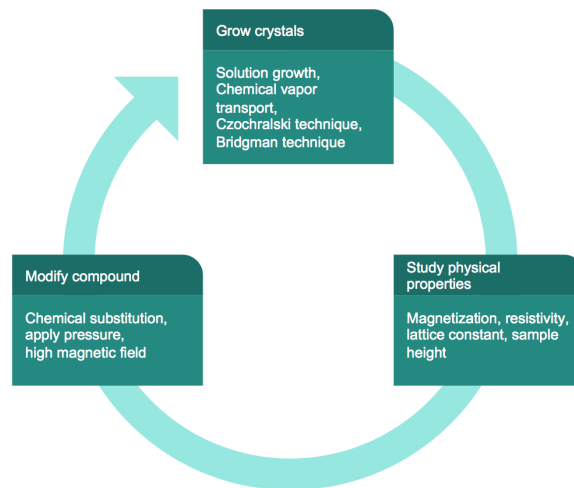 Grow crystals
Solution growth,
Chemical vapor
transport,
Czochralski technique,
Bridgman technique
Modify compound
Chemical substitution,
apply pressure,
high magnetic field
Study physical
properties
Magnetization, resistivity,
lattice constant, sample
height